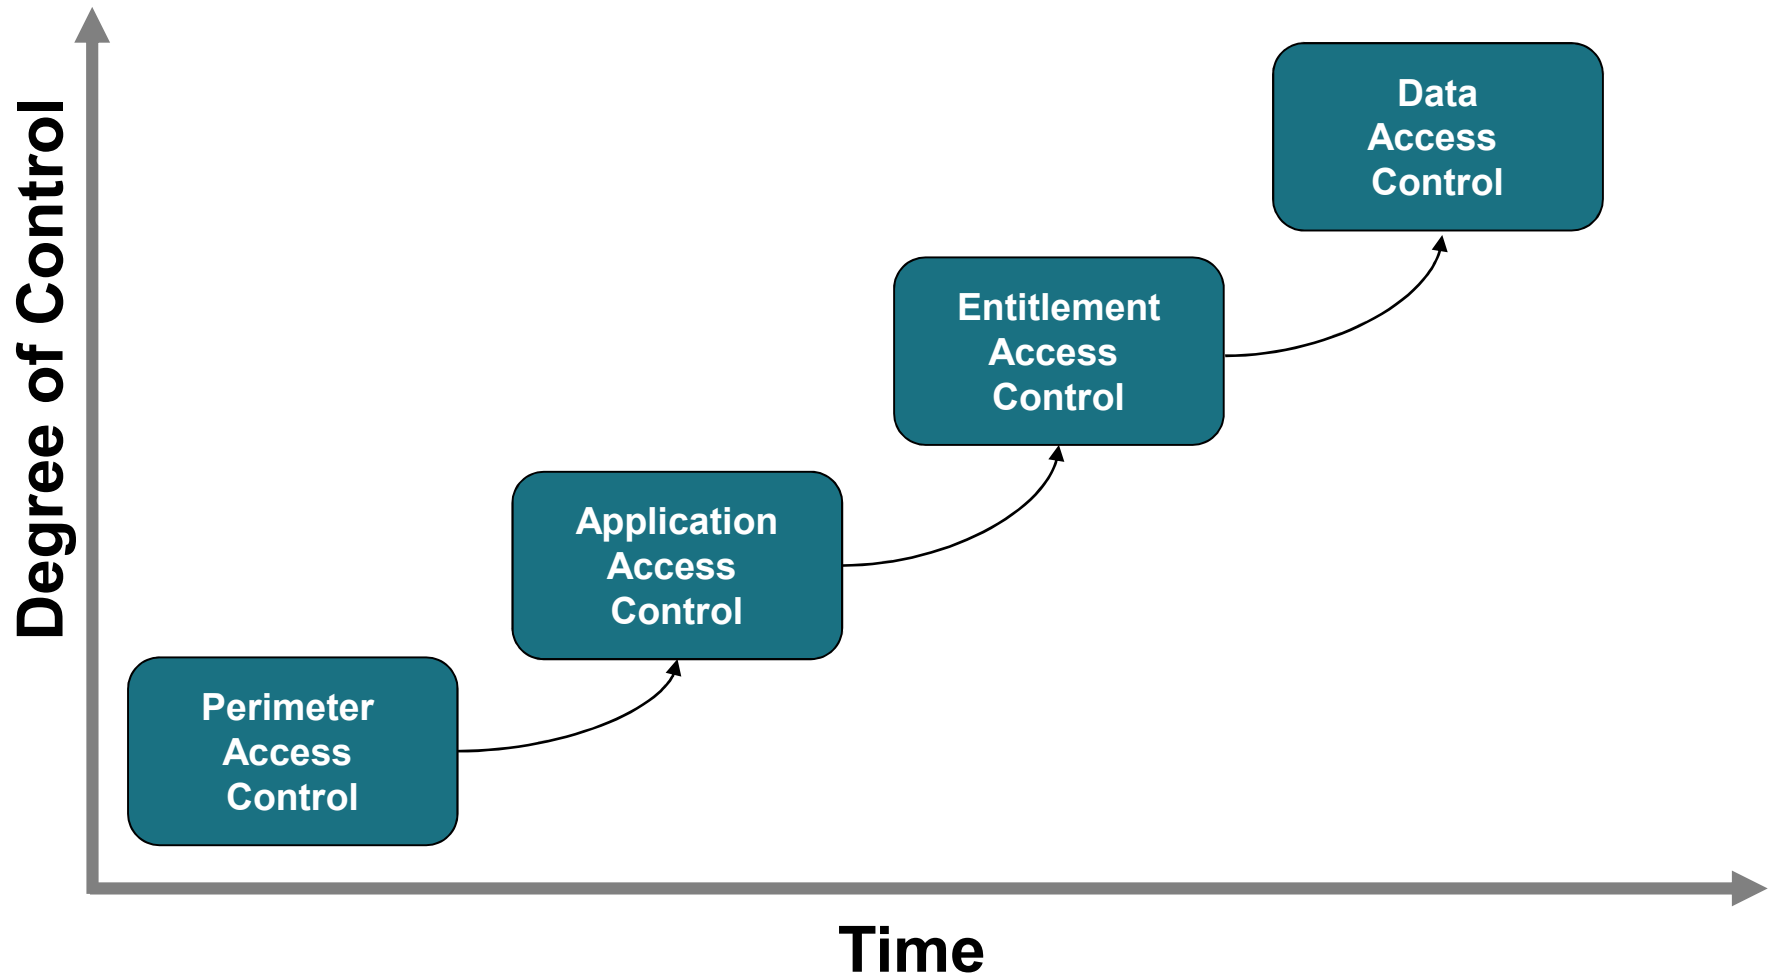 Degree of Control
Data
Access
Control
Entitlement
Access
Control
Application
Access
Control
Perimeter
Access
Control
Time